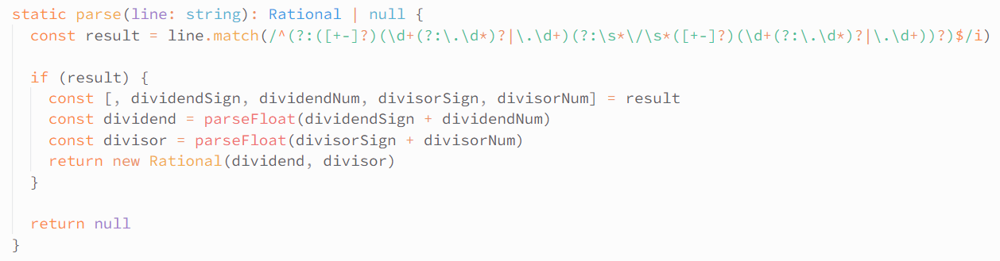 static parse(line: string): Rational | null {
const result = line.match(/^(?:([+-]?)(\d+(?:\.\d*)?|\.\d+)(?:\s*\/\s*([+-]?)(\d+(?:\.\d*)?|\.\d+))?)$/i)
if (result) {
const [, dividendSign, dividendNum, divisorSign, divisorNum] = result
const dividend = parseFloat(dividendSign + dividendNum)
const divisor = parseFloat(divisorSign + divisorNum)
return new Rational(dividend, divisor)
}
return null
}